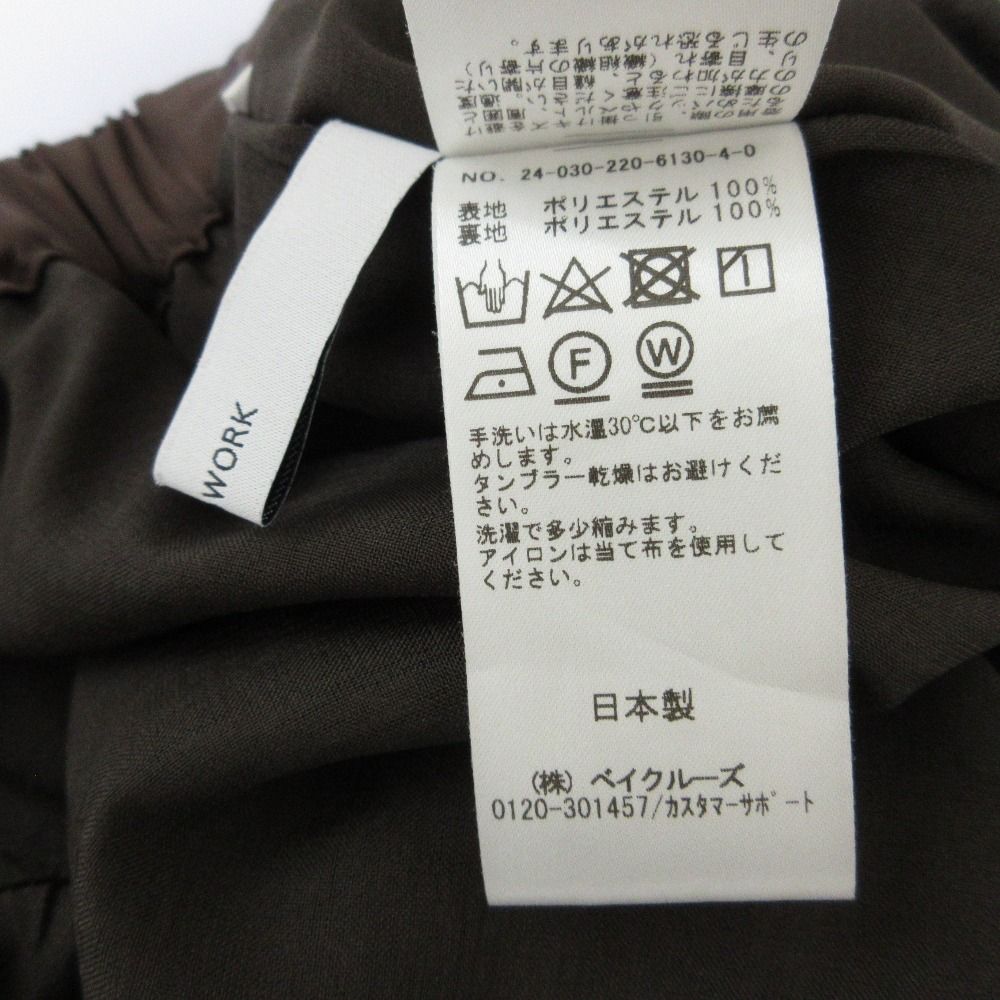 NO. 24-030-220-6130-4-0
表地 ポリエステル 100%
裏地 ポリエステル 100%
F W
手洗いは水温30℃以下をお薦
めします。
タンブラー乾燥はお避けくだ
さい。
洗濯で多少縮みます。
アイロンは当て布を使用して
ください。
日本製
(株) ベイクルーズ
0120-301457/カスタマーサポート
WORK